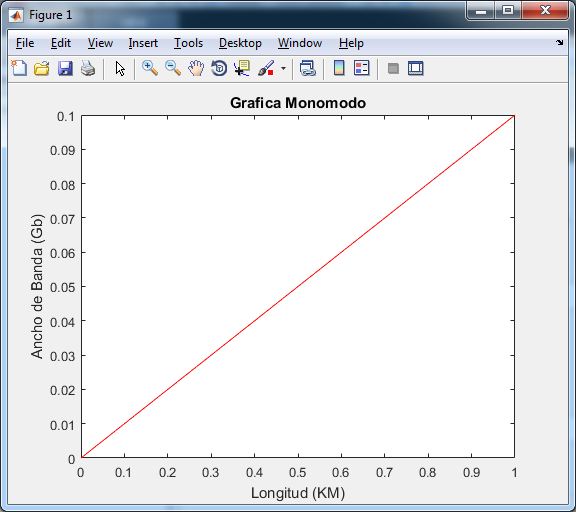 Figure 1
File Edit View Insert Tools Desktop Window Help
Grafica Monomodo
0.1
0.09
0.08
0.07
0.06
0.05
0.04
0.03
0.02
0.01
0
Ancho de Banda (Gb)
0 0.1 0.2 0.3 0.4 0.5 0.6 0.7 0.8 0.9 1
Longitud (KM)